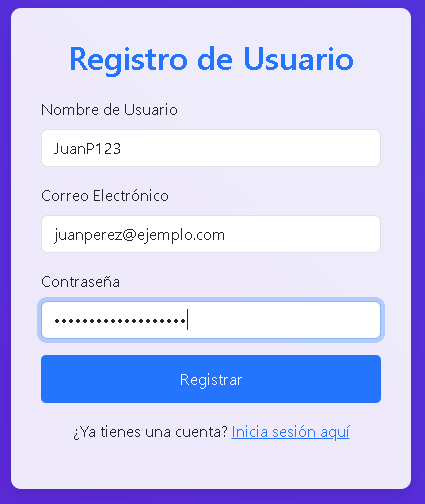 Registro de Usuario
Nombre de Usuario
JuanP123
Correo Electrónico
juanperez@ejemplo.com
Contraseña
•••••••••••••••••••
Registrar
¿Ya tienes una cuenta? Inicia sesión aquí